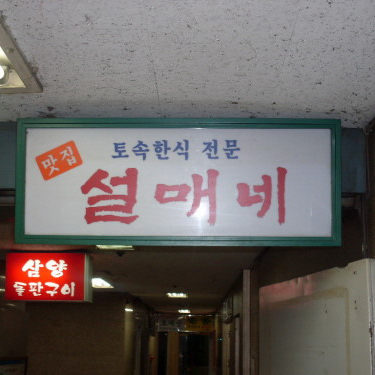 맛집
토속한식 전문
설매네
삼양
돌판구이